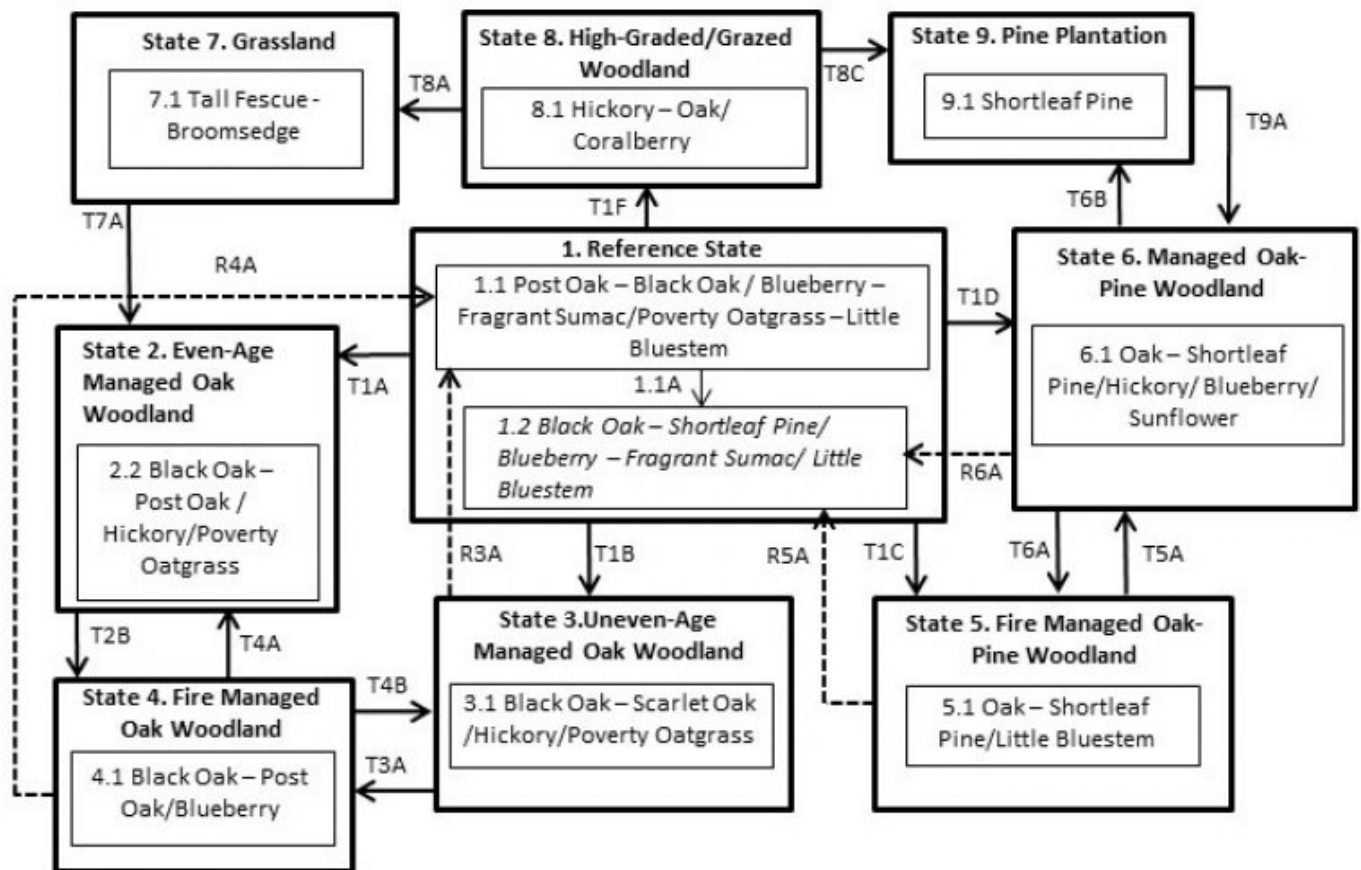 State 7. Grassland
7.1 Tall Fescue -
Broomsedge
T8A
State 8. High-Graded/Grazed
Woodland
8.1 Hickory – Oak/
Coralberry
T8C
State 9. Pine Plantation
9.1 Shortleaf Pine
T9A
T7A
T1F
T6B
R4A
1. Reference State
1.1 Post Oak – Black Oak / Blueberry –
Fragrant Sumac/Poverty Oatgrass –Little
Bluestem
1.1A
1.2 Black Oak – Shortleaf Pine/
Blueberry – Fragrant Sumac/ Little
Bluestem
T1D
State 6. Managed Oak-
Pine Woodland
6.1 Oak – Shortleaf
Pine/Hickory/ Blueberry/
Sunflower
State 2. Even-Age
Managed Oak
Woodland
2.2 Black Oak –
Post Oak /
Hickory/Poverty
Oatgrass
T1A
R6A
R3A
T1B
R5A
T1C
T6A
T5A
T2B
T4A
State 4. Fire Managed
Oak Woodland
4.1 Black Oak – Post
Oak/Blueberry
T4B
T3A
State 3.Uneven-Age
Managed Oak Woodland
3.1 Black Oak – Scarlet Oak
/Hickory/Poverty Oatgrass
State 5. Fire Managed Oak-
Pine Woodland
5.1 Oak – Shortleaf
Pine/Little Bluestem